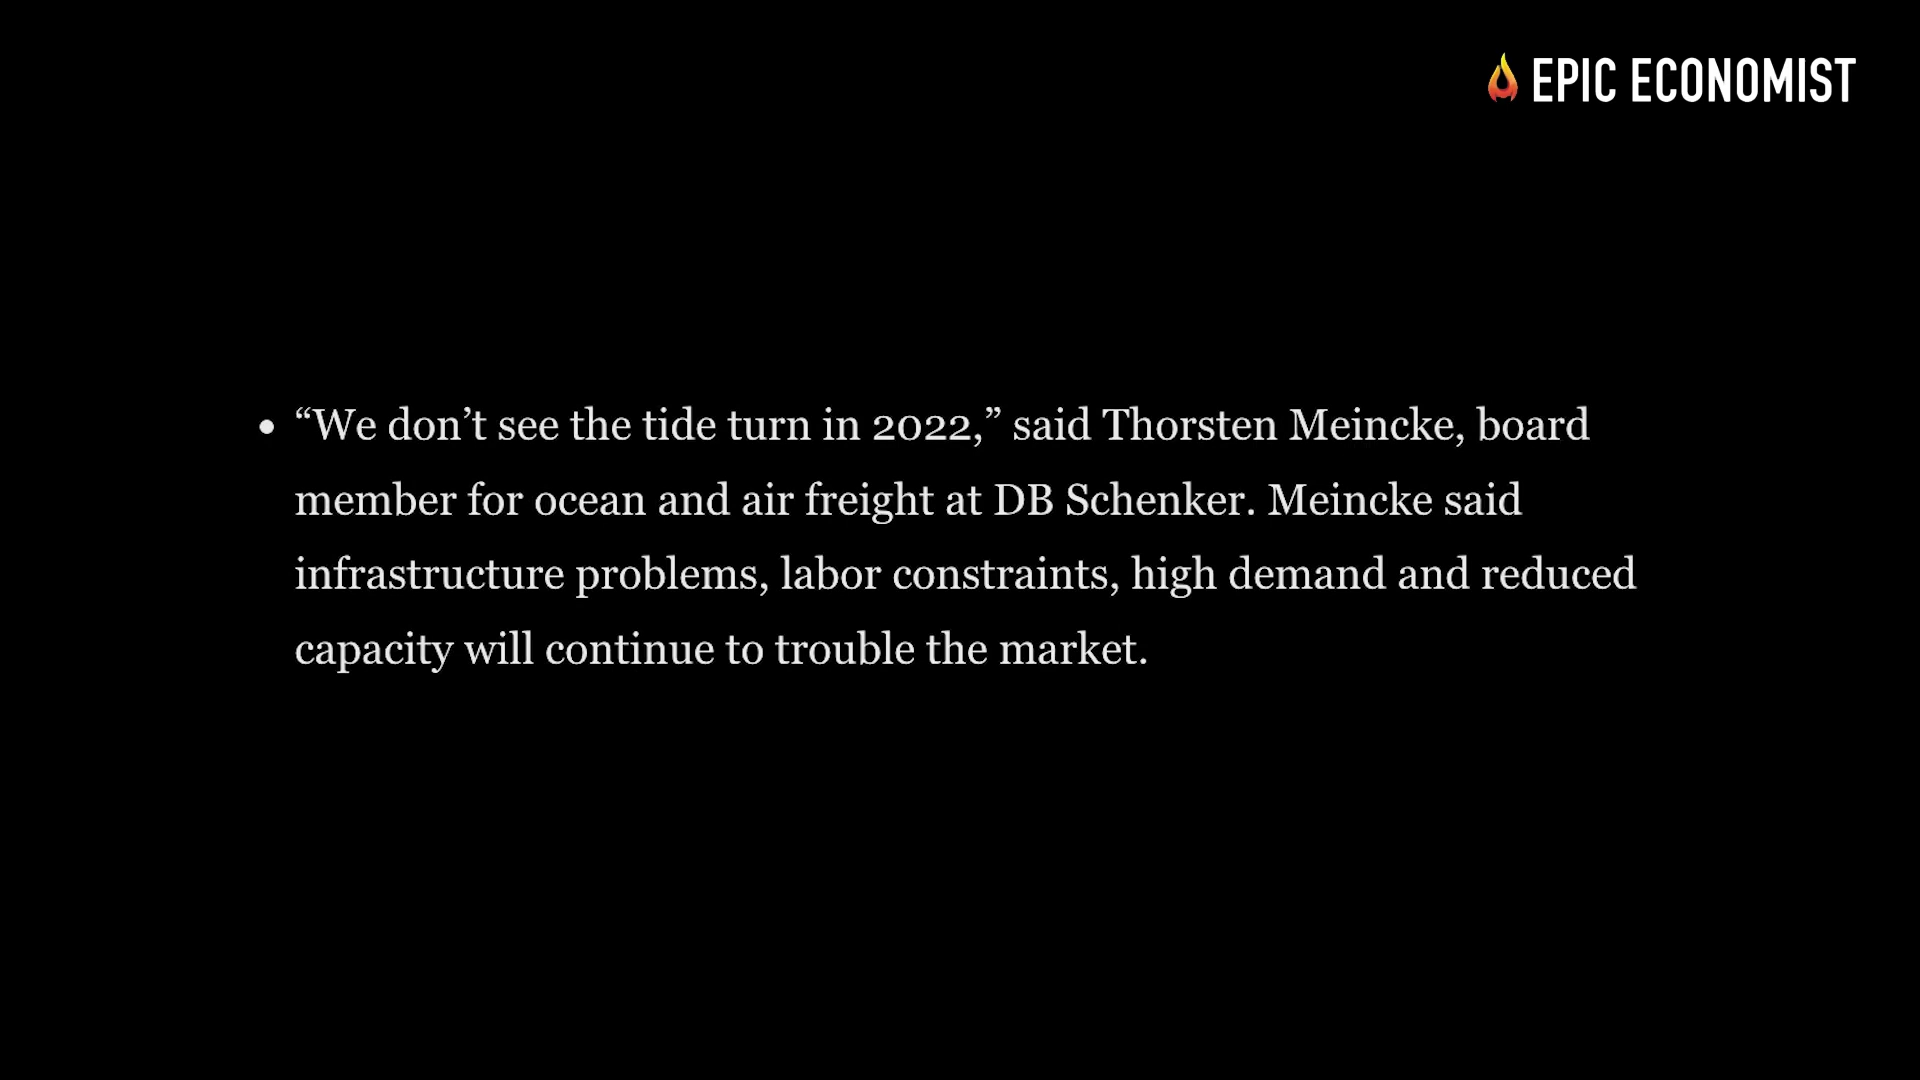 EPIC ECONOMIST
• “We don’t see the tide turn in 2022,” said Thorsten Meincke, board
member for ocean and air freight at DB Schenker. Meincke said
infrastructure problems, labor constraints, high demand and reduced
capacity will continue to trouble the market.